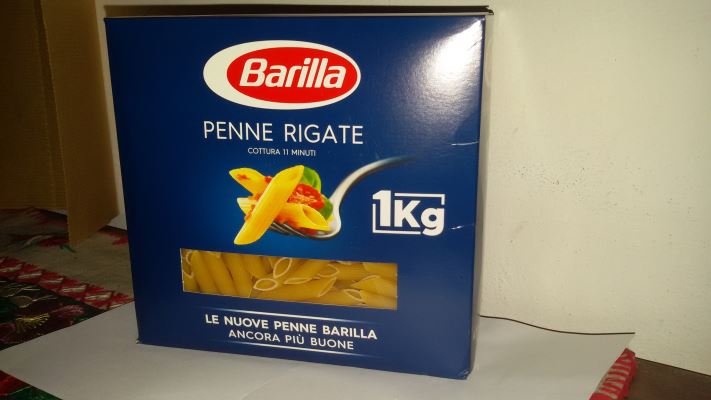 Barilla
PENNE RIGATE
COTTURA 11 MINUTI
1Kg
LE NUOVE PENNE BARILLA
ANCORA PIÙ BUONE